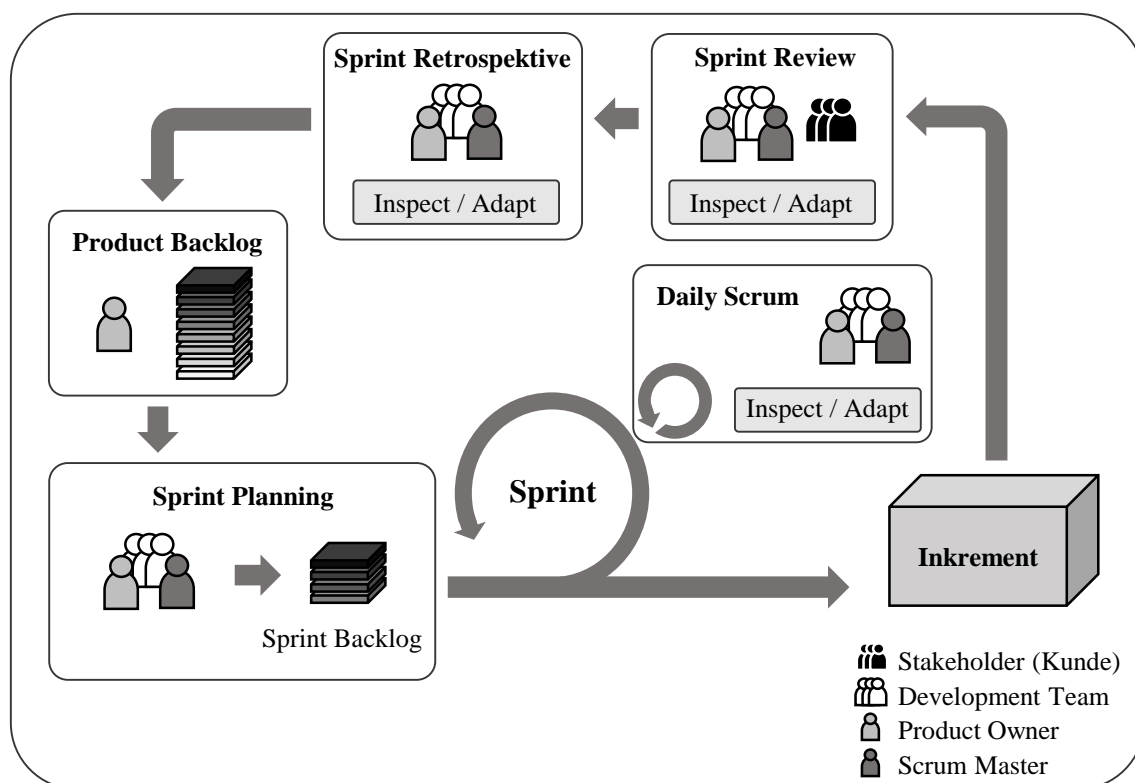 Sprint Retrospektive
Inspect / Adapt
Sprint Review
Inspect / Adapt
Product Backlog
Daily Scrum
Inspect / Adapt
Sprint Planning
Sprint Backlog
Sprint
Inkrement
Stakeholder (Kunde)
Development Team
Product Owner
Scrum Master